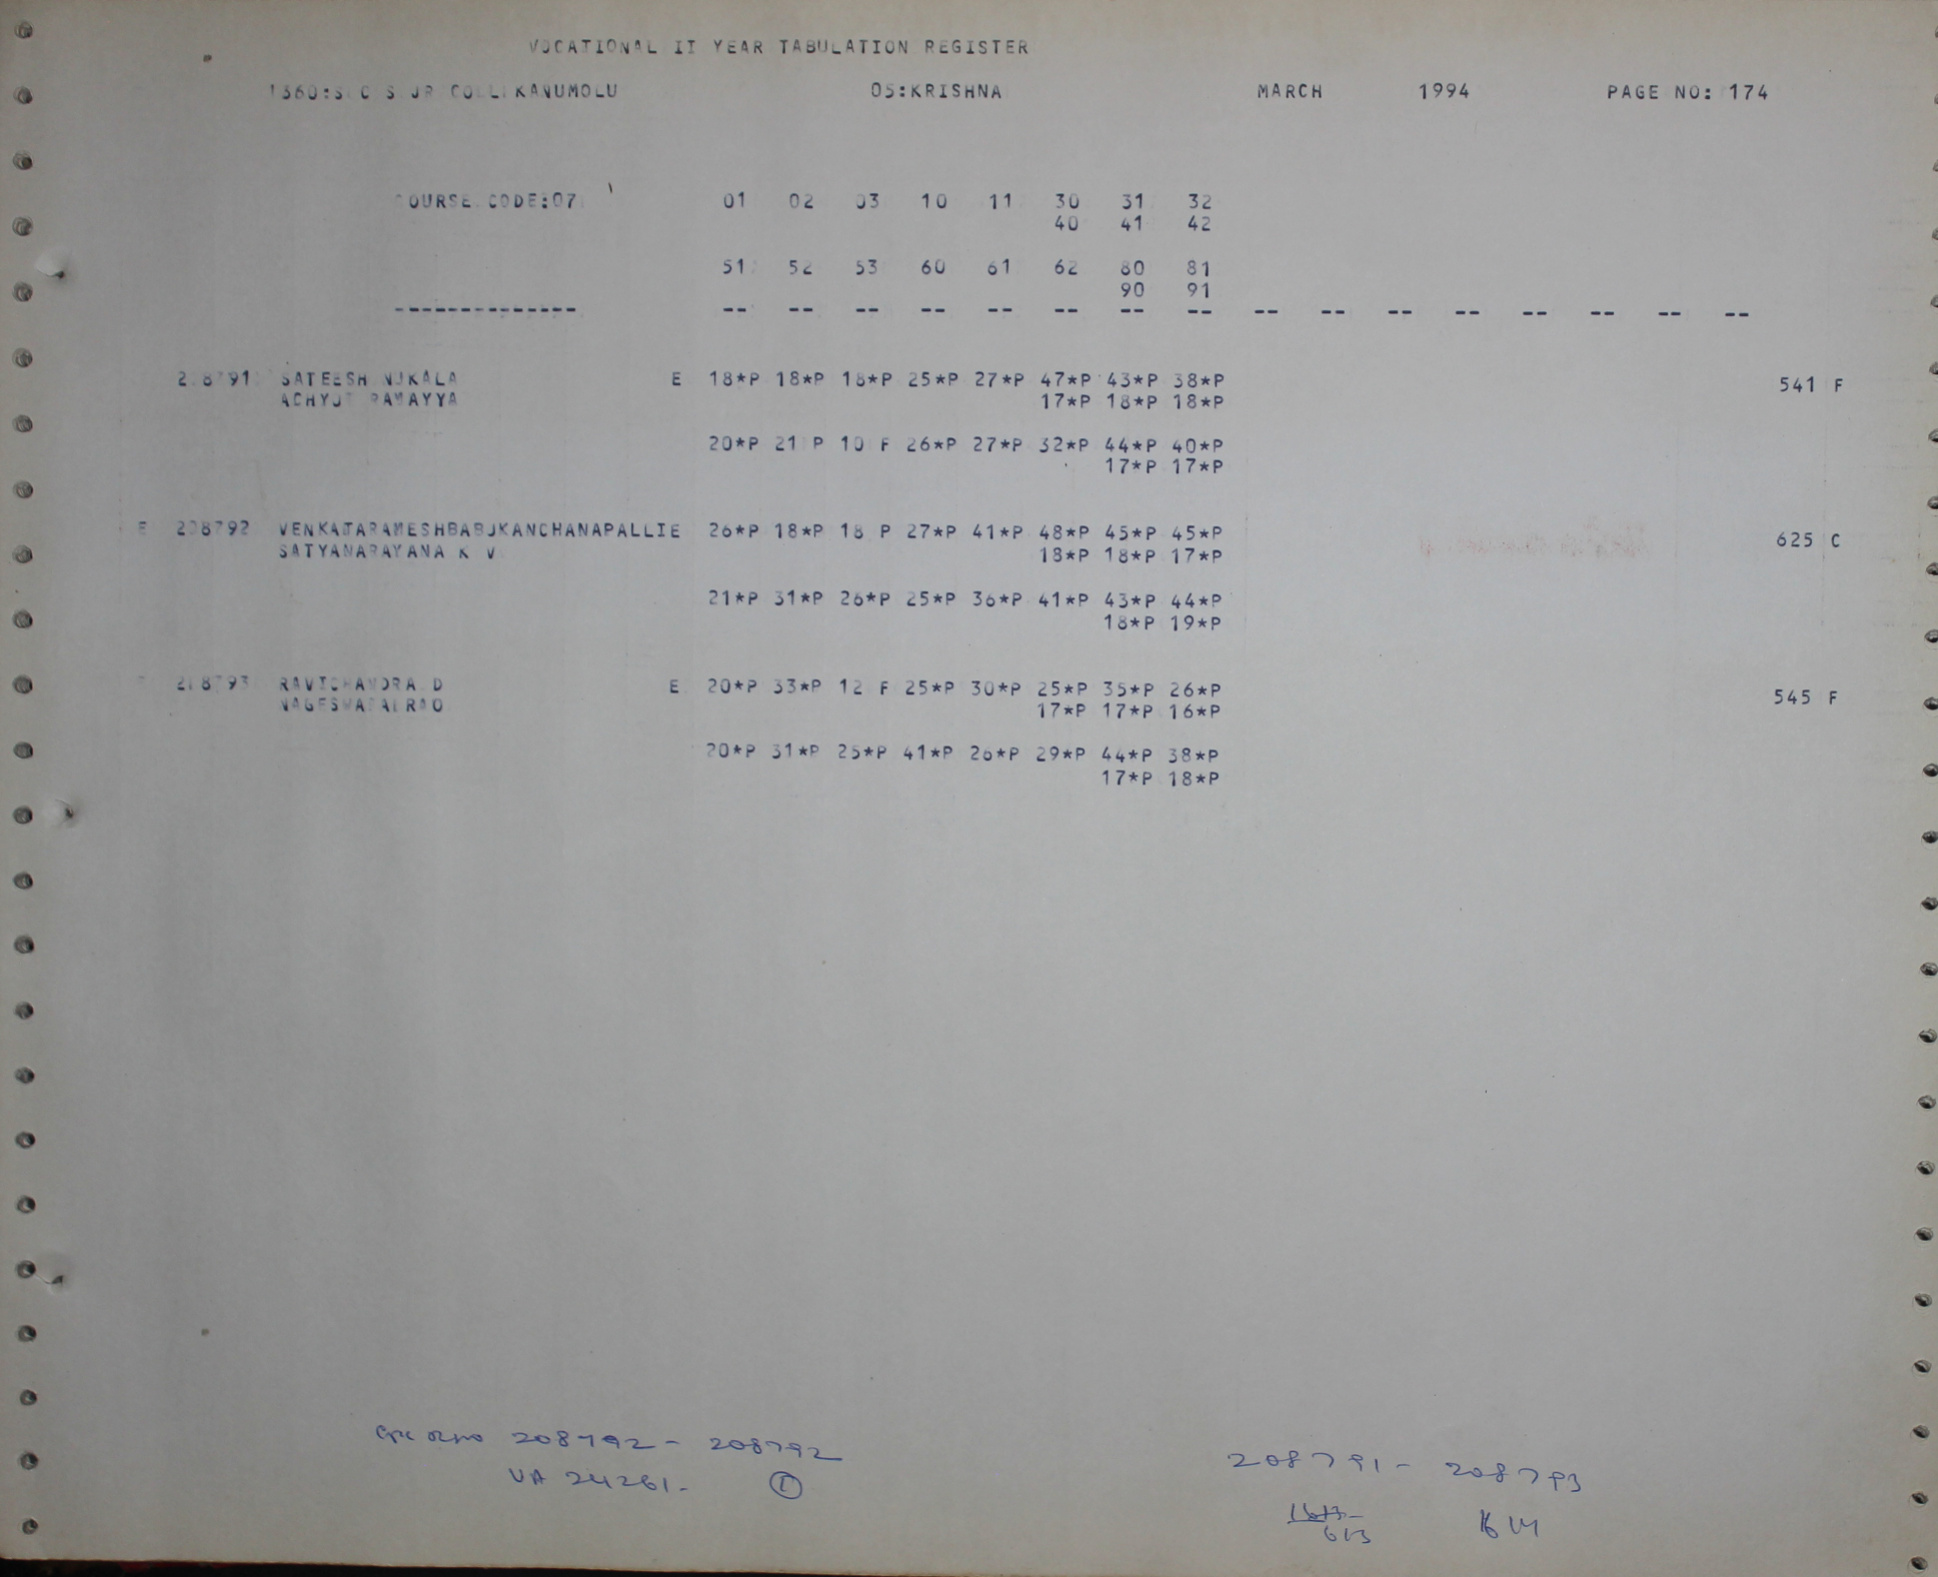 VOCATIONAL II YEAR TABULATION REGISTER
1360:S C S JR COLL KANUMOLU 05:KRISHNA MARCH 1994 PAGE NO: 174
COURSE CODE:07 01 02 03 10 11 30 31 32
40 41 42
51 52 53 60 61 62 80 81
90 91
-------------- -- -- -- -- -- -- -- -- -- -- -- -- -- -- -- --
208791 SATEESH NUKALA E 18*P 18*P 18*P 25*P 27*P 47*P 43*P 38*P 541 F
ACHYUT RAMAYYA 17*P 18*P 18*P
20*P 21 P 10 F 26*P 27*P 32*P 44*P 40*P
17*P 17*P
E 208792 VENKATARAMESHBABUKANCHANAPALLIE 26*P 18*P 18 P 27*P 41*P 48*P 45*P 45*P 625 C
SATYANARAYANA K V 18*P 18*P 17*P
21*P 31*P 26*P 25*P 36*P 41*P 43*P 44*P
18*P 19*P
208793 RAVICHANDRA D E 20*P 33*P 12 F 25*P 30*P 25*P 35*P 26*P 545 F
NAGESWARARAO 17*P 17*P 16*P
20*P 31*P 25*P 41*P 26*P 29*P 44*P 38*P
17*P 18*P
208792 - 208792
VA 24261. 1
208791 - 208793
613